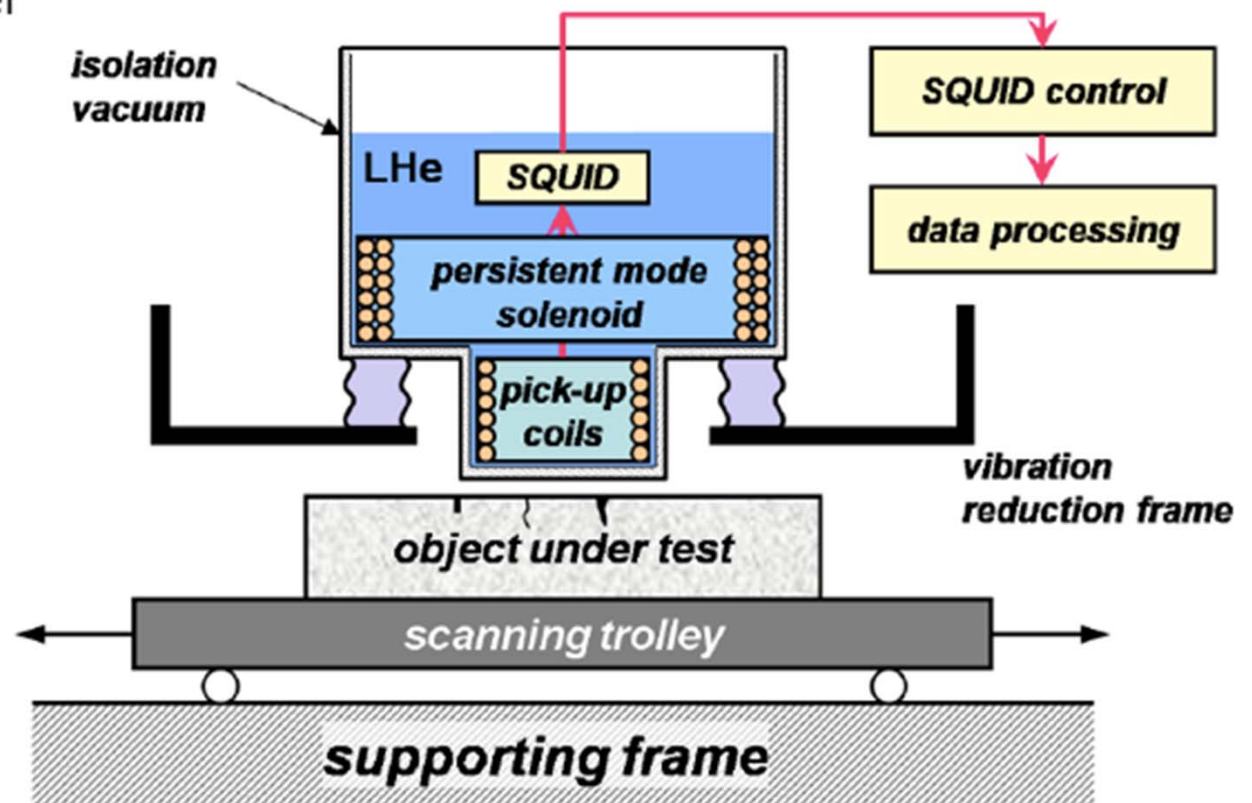 isolation
vacuum
SQUID control
LHe
SQUID
data processing
persistent mode
solenoid
pick-up
coils
vibration
reduction frame
object under test
scanning trolley
supporting frame